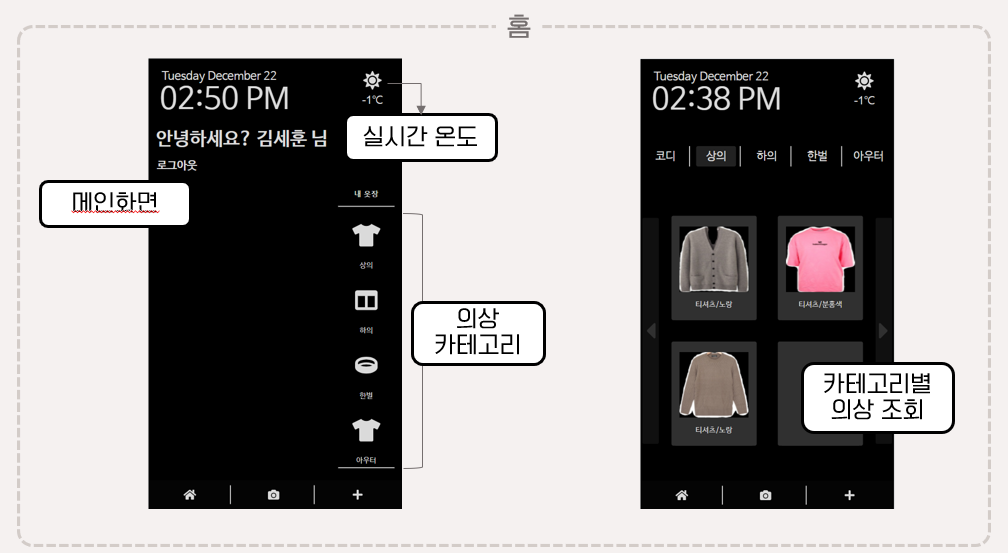 홈
Tuesday December 22
02:50 PM
-1℃
실시간 온도
안녕하세요? 김세훈 님
로그아웃
메인화면
내 옷장
상의
하의
의상
카테고리
한벌
아우터
Tuesday December 22
02:38 PM
-1℃
코디 상의 하의 한벌 아우터
티셔츠/노랑 티셔츠/분홍색
티셔츠/노랑
카테고리별
의상 조회